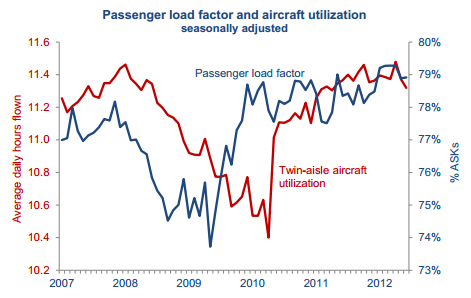 Passenger load factor and aircraft utilization
seasonally adjusted
11.6
11.4
11.2
11.0
10.8
10.6
10.4
10.2
Average daily hours flown
Passenger load factor
Twin-aisle aircraft
utilization
80%
79%
78%
77%
76%
75%
74%
73%
% ASKs
2007 2008 2009 2010 2011 2012